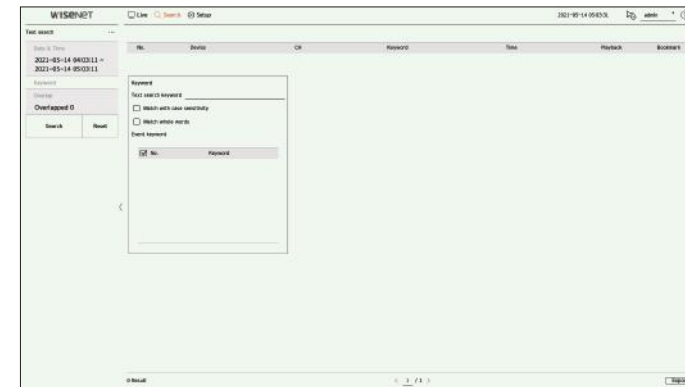 WISENET
Live Search Setup
2021-05-14 05:03:31
admin
Text search
Date & Time
2021-05-14 04:03:11 ~
2021-05-14 05:03:11
Keyword
Overlap
Overlapped 0
Search Reset
No. Device CH Keyword Time Playback Bookmark
Keyword
Text search keyword
Match with case sensitivity
Match whole words
Event keyword
No. Keyword
0 Result
1 / 1